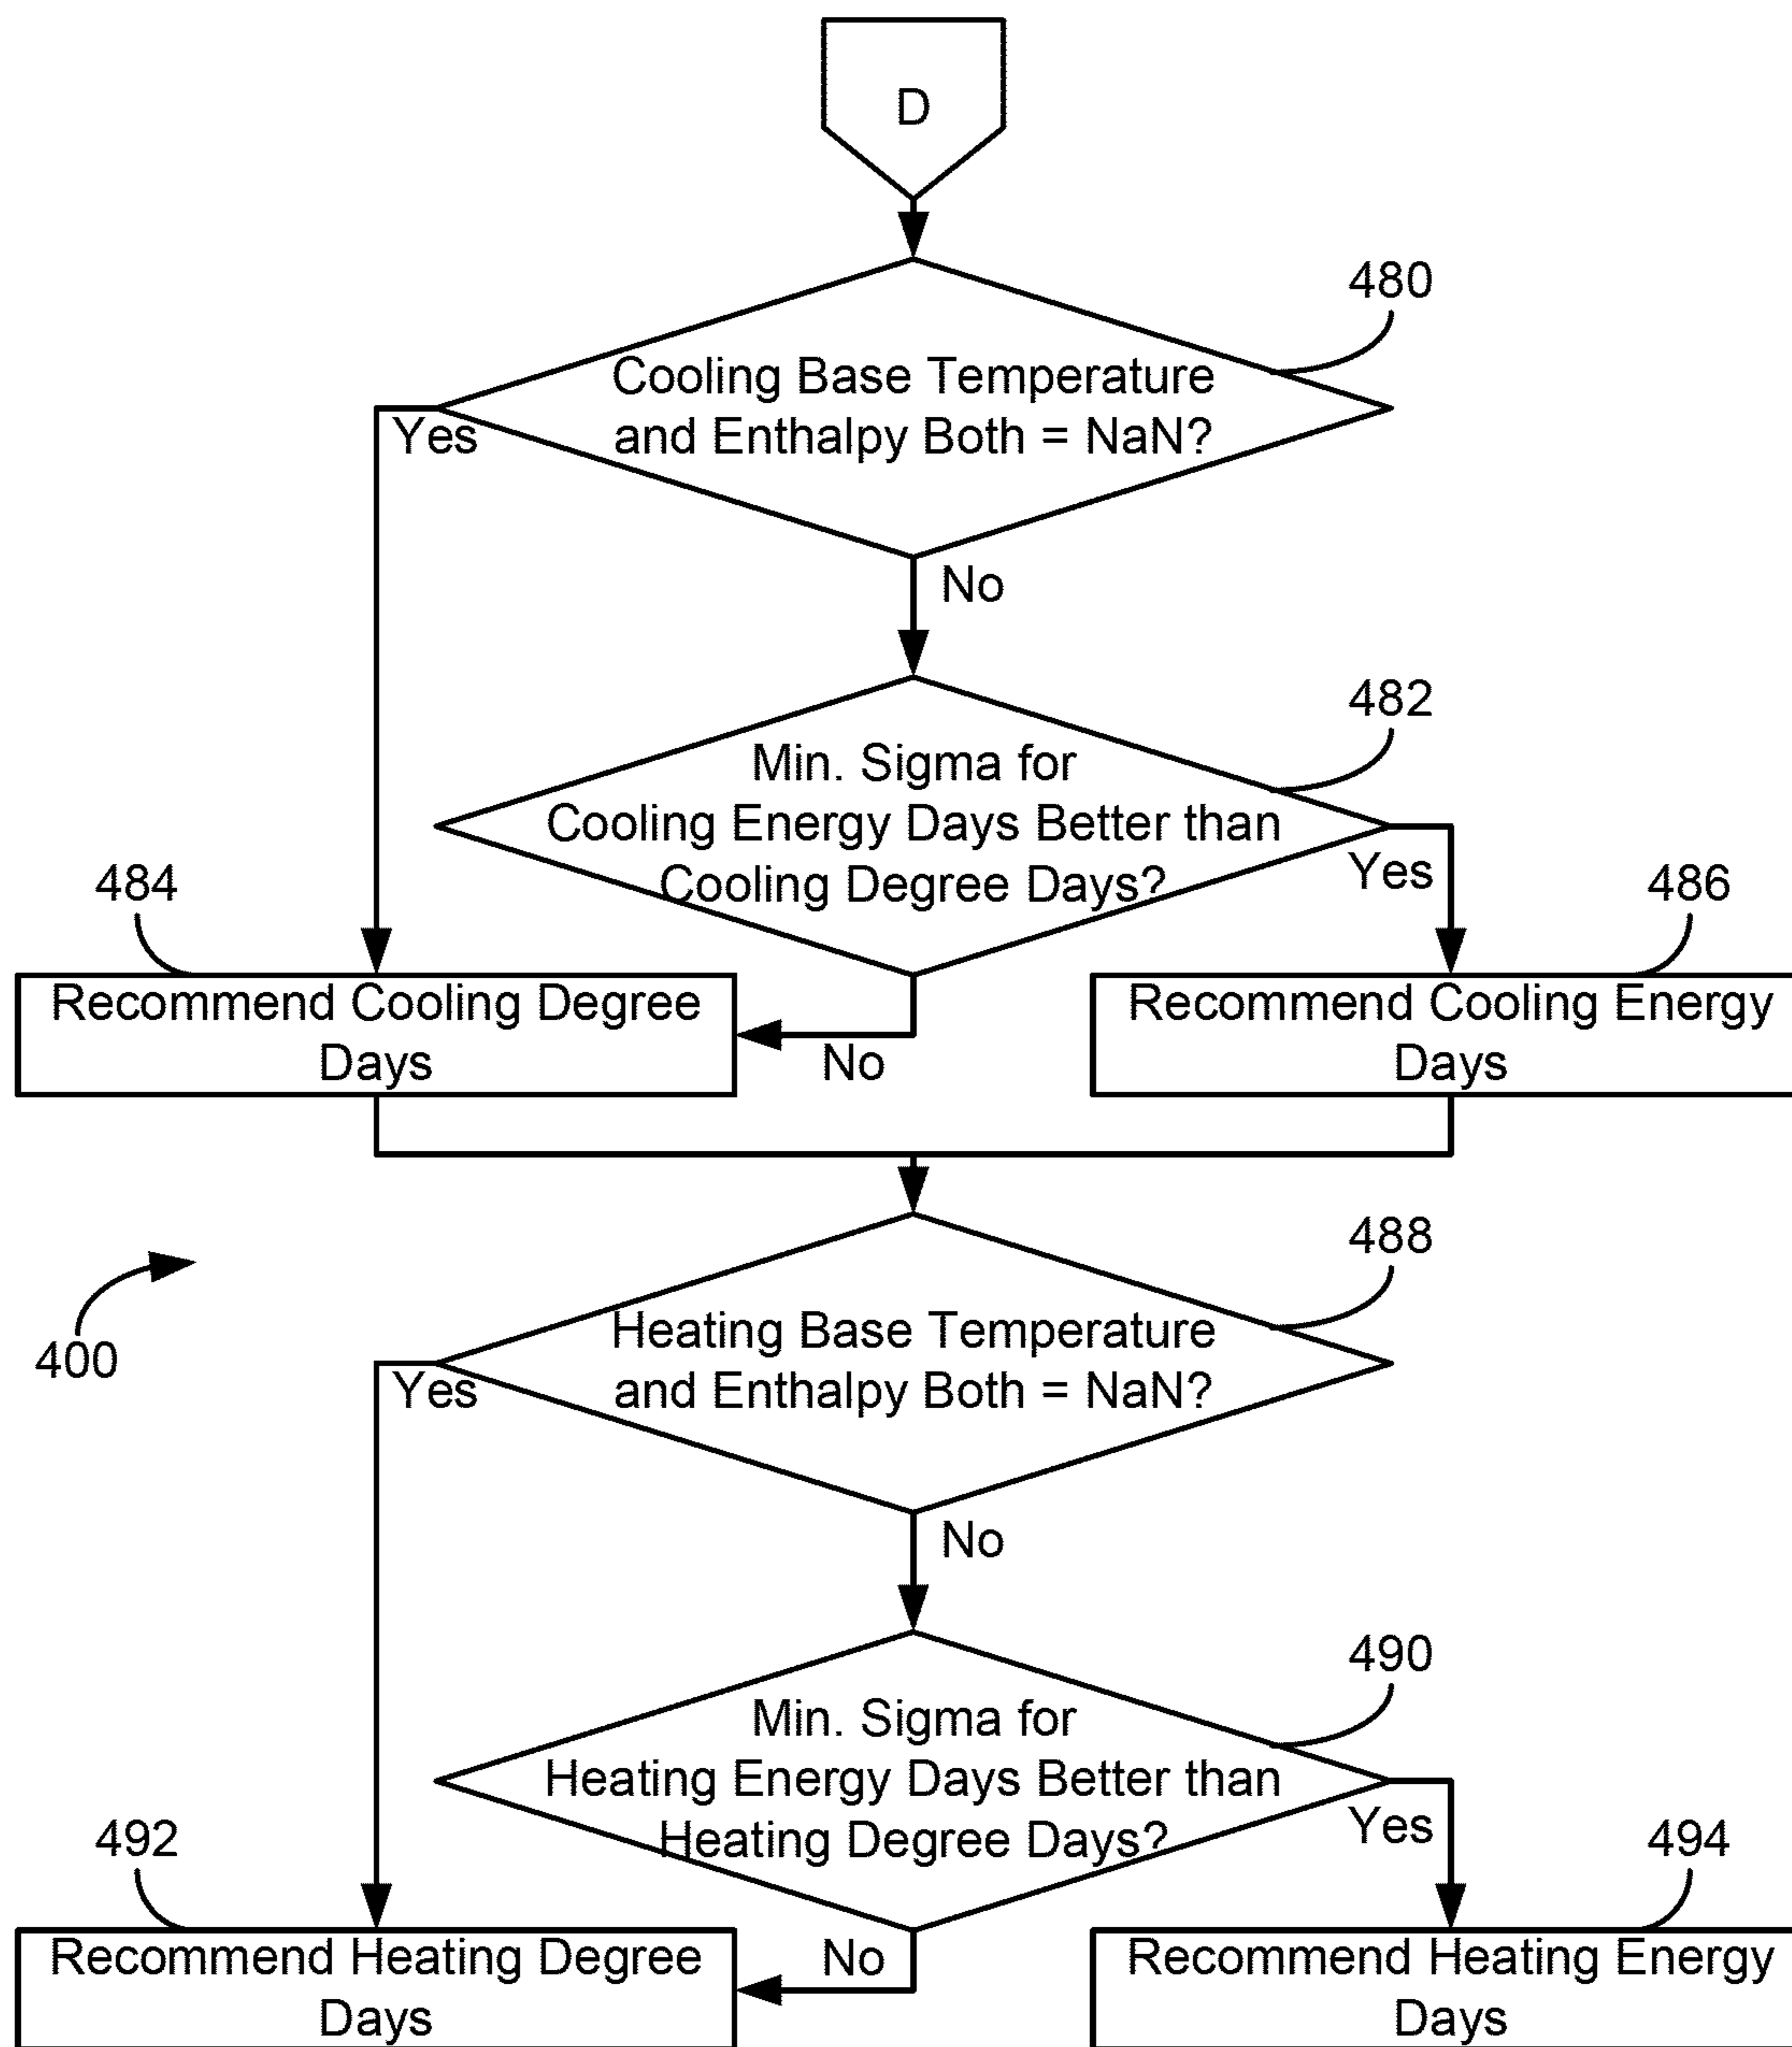 D
480
Cooling Base Temperature
and Enthalpy Both = NaN?
Yes
No
482
Min. Sigma for
Cooling Energy Days Better than
Cooling Degree Days?
Yes
484
486
Recommend Cooling Degree
Days
No
Recommend Cooling Energy
Days
488
Heating Base Temperature
and Enthalpy Both = NaN?
400
Yes
No
490
Min. Sigma for
Heating Energy Days Better than
Heating Degree Days?
Yes
492
494
Recommend Heating Degree
Days
No
Recommend Heating Energy
Days